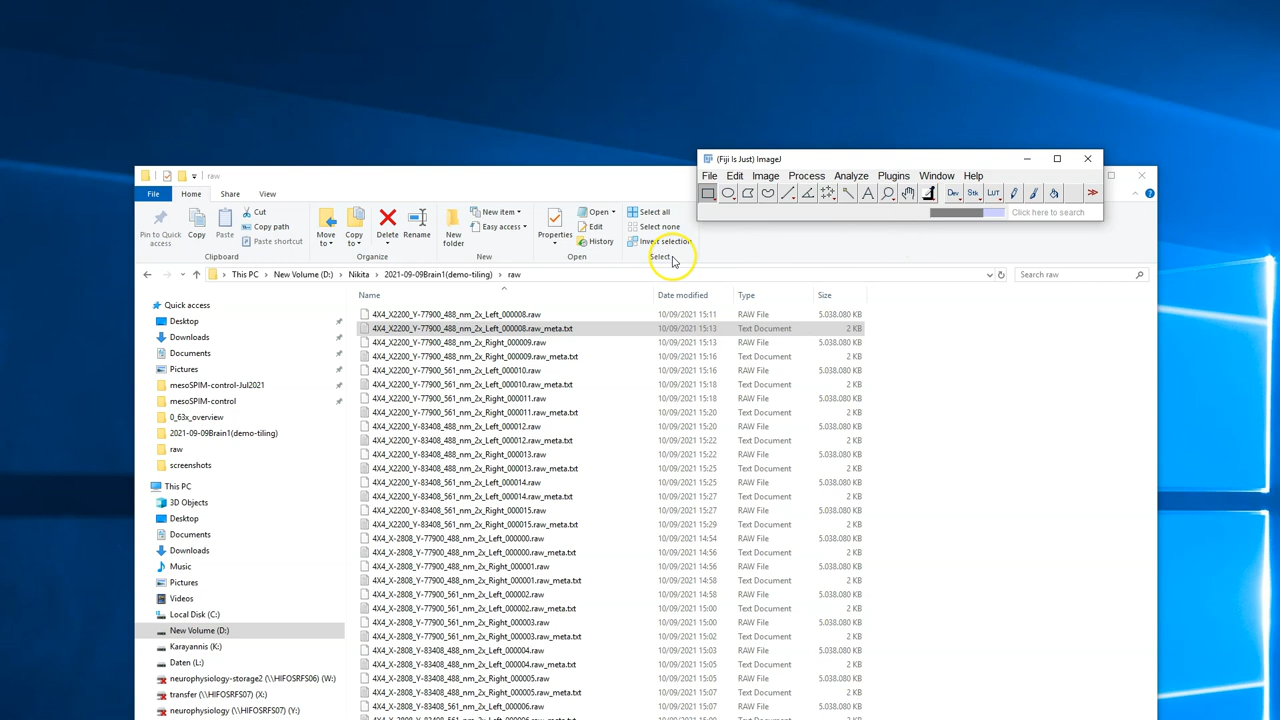 (Fiji Is Just) ImageJ
File Edit Image Process Analyze Plugins Window Help
Dev Stk LUT
Click here to search
raw
File Home Share View
Pin to Quick access
Copy
Paste
Cut
Copy path
Paste shortcut
Clipboard
Move to
Copy to
Delete
Rename
Organize
New folder
New item
Easy access
New
Properties
Open
Edit
History
Open
Select all
Select none
Invert selection
Select
This PC > New Volume (D:) > Nikita > 2021-09-09Brain1(demo-tiling) > raw
Search raw
Name Date modified Type Size
Quick access
Desktop
Downloads
Documents
Pictures
mesoSPIM-control-Jul2021
mesoSPIM-control
0_63x_overview
2021-09-09Brain1(demo-tiling)
raw
screenshots
This PC
3D Objects
Desktop
Documents
Downloads
Music
Pictures
Videos
Local Disk (C:)
New Volume (D:)
Karayannis (K:)
Daten (L:)
neurophysiology-storage2 (\\HIFOSRFS06) (W:)
transfer (\\HIFOSRFS07) (X:)
neurophysiology (\\HIFOSRFS07) (Y:)
4X4_X2200_Y-77900_488_nm_2x_Left_000008.raw 10/09/2021 15:11 RAW File 5.038.080 KB
4X4_X2200_Y-77900_488_nm_2x_Left_000008.raw_meta.txt 10/09/2021 15:13 Text Document 2 KB
4X4_X2200_Y-77900_488_nm_2x_Right_000009.raw 10/09/2021 15:13 RAW File 5.038.080 KB
4X4_X2200_Y-77900_488_nm_2x_Right_000009.raw_meta.txt 10/09/2021 15:16 Text Document 2 KB
4X4_X2200_Y-77900_561_nm_2x_Left_000010.raw 10/09/2021 15:16 RAW File 5.038.080 KB
4X4_X2200_Y-77900_561_nm_2x_Left_000010.raw_meta.txt 10/09/2021 15:18 Text Document 2 KB
4X4_X2200_Y-77900_561_nm_2x_Right_000011.raw 10/09/2021 15:18 RAW File 5.038.080 KB
4X4_X2200_Y-77900_561_nm_2x_Right_000011.raw_meta.txt 10/09/2021 15:20 Text Document 2 KB
4X4_X2200_Y-83408_488_nm_2x_Left_000012.raw 10/09/2021 15:20 RAW File 5.038.080 KB
4X4_X2200_Y-83408_488_nm_2x_Left_000012.raw_meta.txt 10/09/2021 15:22 Text Document 2 KB
4X4_X2200_Y-83408_488_nm_2x_Right_000013.raw 10/09/2021 15:22 RAW File 5.038.080 KB
4X4_X2200_Y-83408_488_nm_2x_Right_000013.raw_meta.txt 10/09/2021 15:25 Text Document 2 KB
4X4_X2200_Y-83408_561_nm_2x_Left_000014.raw 10/09/2021 15:25 RAW File 5.038.080 KB
4X4_X2200_Y-83408_561_nm_2x_Left_000014.raw_meta.txt 10/09/2021 15:27 Text Document 2 KB
4X4_X2200_Y-83408_561_nm_2x_Right_000015.raw 10/09/2021 15:27 RAW File 5.038.080 KB
4X4_X2200_Y-83408_561_nm_2x_Right_000015.raw_meta.txt 10/09/2021 15:29 Text Document 2 KB
4X4_X-2808_Y-77900_488_nm_2x_Left_000000.raw 10/09/2021 14:54 RAW File 5.038.080 KB
4X4_X-2808_Y-77900_488_nm_2x_Left_000000.raw_meta.txt 10/09/2021 14:56 Text Document 2 KB
4X4_X-2808_Y-77900_488_nm_2x_Right_000001.raw 10/09/2021 14:56 RAW File 5.038.080 KB
4X4_X-2808_Y-77900_488_nm_2x_Right_000001.raw_meta.txt 10/09/2021 14:58 Text Document 2 KB
4X4_X-2808_Y-77900_561_nm_2x_Left_000002.raw 10/09/2021 14:58 RAW File 5.038.080 KB
4X4_X-2808_Y-77900_561_nm_2x_Left_000002.raw_meta.txt 10/09/2021 15:00 Text Document 2 KB
4X4_X-2808_Y-77900_561_nm_2x_Right_000003.raw 10/09/2021 15:00 RAW File 5.038.080 KB
4X4_X-2808_Y-77900_561_nm_2x_Right_000003.raw_meta.txt 10/09/2021 15:02 Text Document 2 KB
4X4_X-2808_Y-83408_488_nm_2x_Left_000004.raw 10/09/2021 15:03 RAW File 5.038.080 KB
4X4_X-2808_Y-83408_488_nm_2x_Left_000004.raw_meta.txt 10/09/2021 15:05 Text Document 2 KB
4X4_X-2808_Y-83408_488_nm_2x_Right_000005.raw 10/09/2021 15:05 RAW File 5.038.080 KB
4X4_X-2808_Y-83408_488_nm_2x_Right_000005.raw_meta.txt 10/09/2021 15:07 Text Document 2 KB
4X4_X-2808_Y-83408_561_nm_2x_Left_000006.raw 10/09/2021 15:07 RAW File 5.038.080 KB